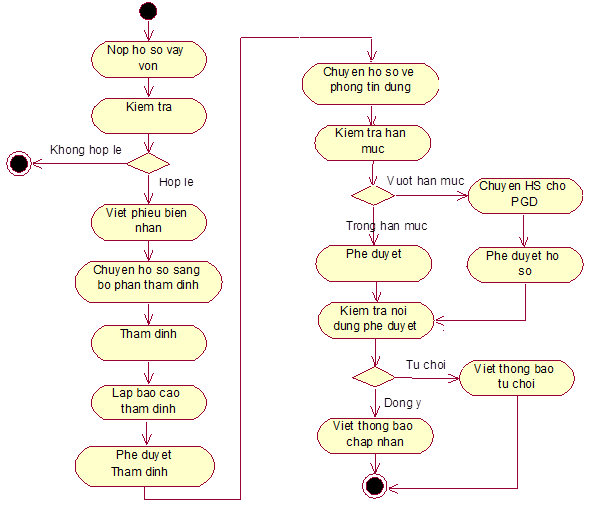 Nop ho so vay
von
Kiem tra
Khong hop le
Hop le
Viet phieu bien
nhan
Chuyen ho so sang
bo phan tham dinh
Tham dinh
Lap bao cao
tham dinh
Phe duyet
Tham dinh
Chuyen ho so ve
phong tin dung
Kiem tra han
muc
Vuot han muc
Chuyen HS cho
PGD
Trong han muc
Phe duyet
Phe duyet ho
so
Kiem tra noi
dung phe duyet
Tu choi
Viet thong bao
tu choi
Dong y
Viet thong bao
chap nhan